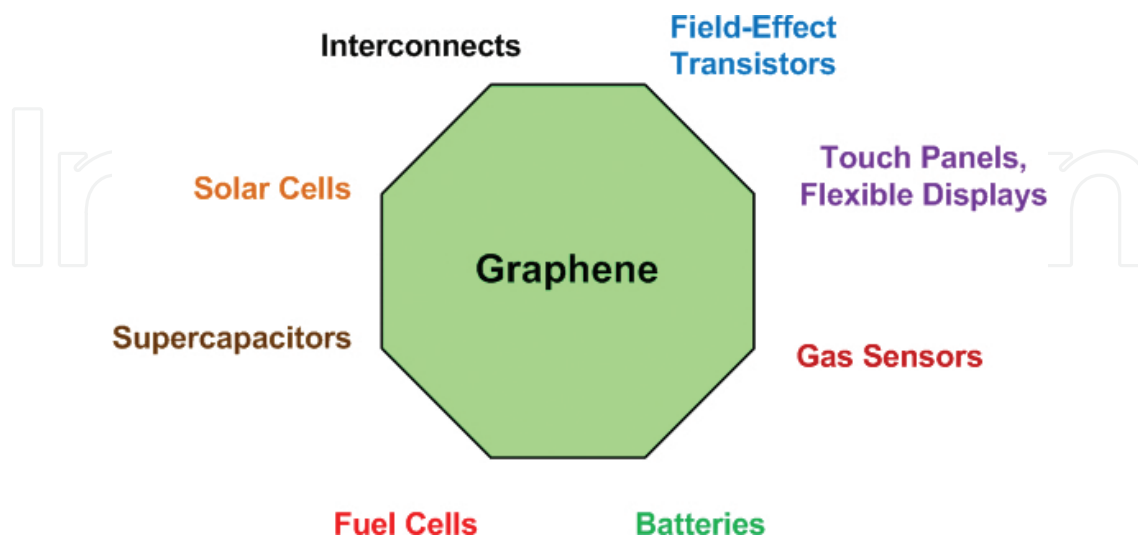 Interconnects
Field-Effect
Transistors
Solar Cells
Touch Panels,
Flexible Displays
Graphene
Supercapacitors
Gas Sensors
Fuel Cells
Batteries